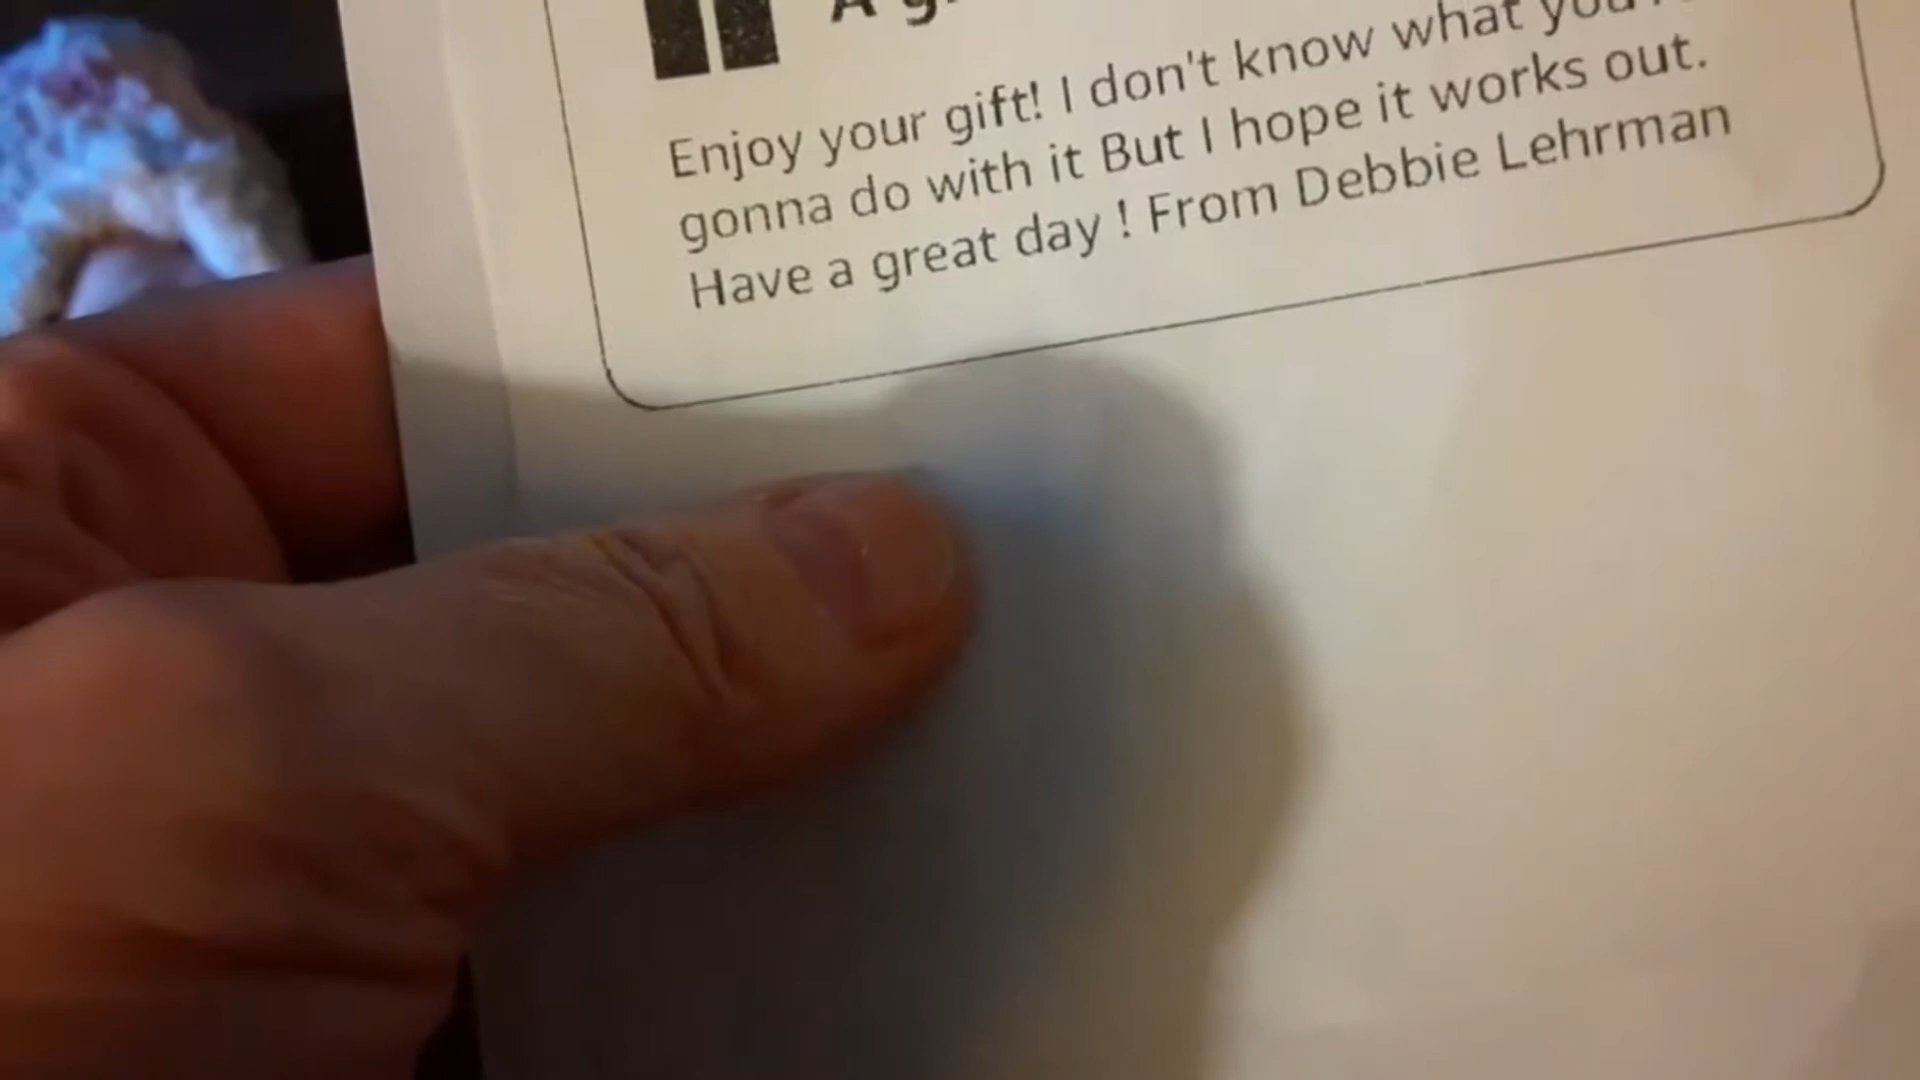 A
Enjoy your gift! I don't know what
gonna do with it But I hope it works out.
Have a great day ! From Debbie Lehrman